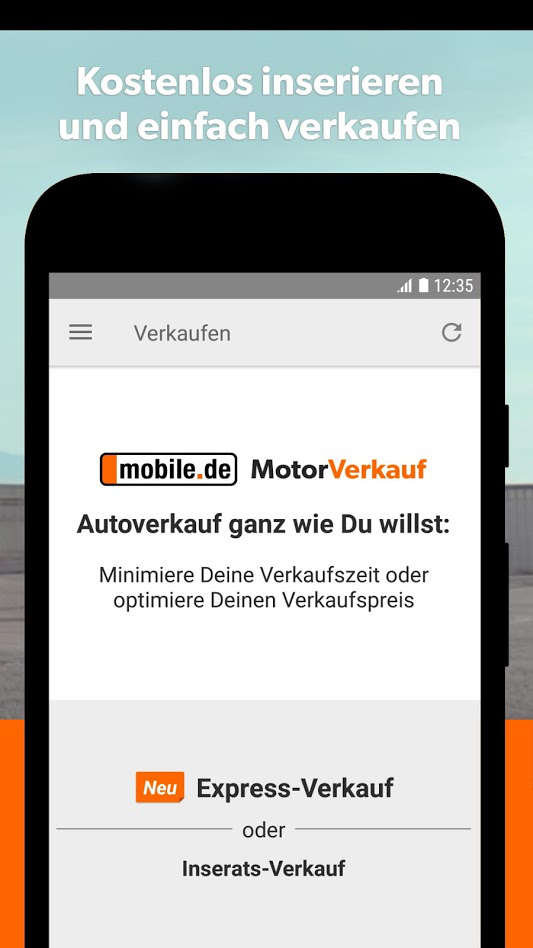 Kostenlos inserieren
und einfach verkaufen
12:35
Verkaufen
mobile.de MotorVerkauf
Autoverkauf ganz wie Du willst:
Minimiere Deine Verkaufszeit oder
optimiere Deinen Verkaufspreis
Neu Express-Verkauf
oder
Inserats-Verkauf